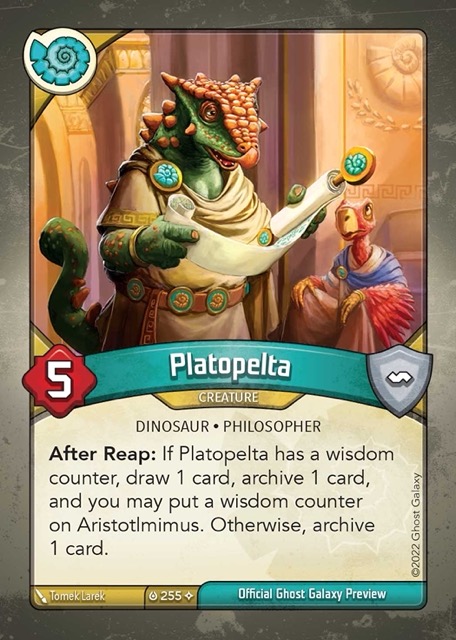 Platopelta
CREATURE
5
DINOSAUR • PHILOSOPHER
After Reap: If Platopelta has a wisdom
counter, draw 1 card, archive 1 card,
and you may put a wisdom counter
on Aristotlmimus. Otherwise, archive
1 card.
©2022 Ghost Galaxy
Tomek Larek
255
Official Ghost Galaxy Preview